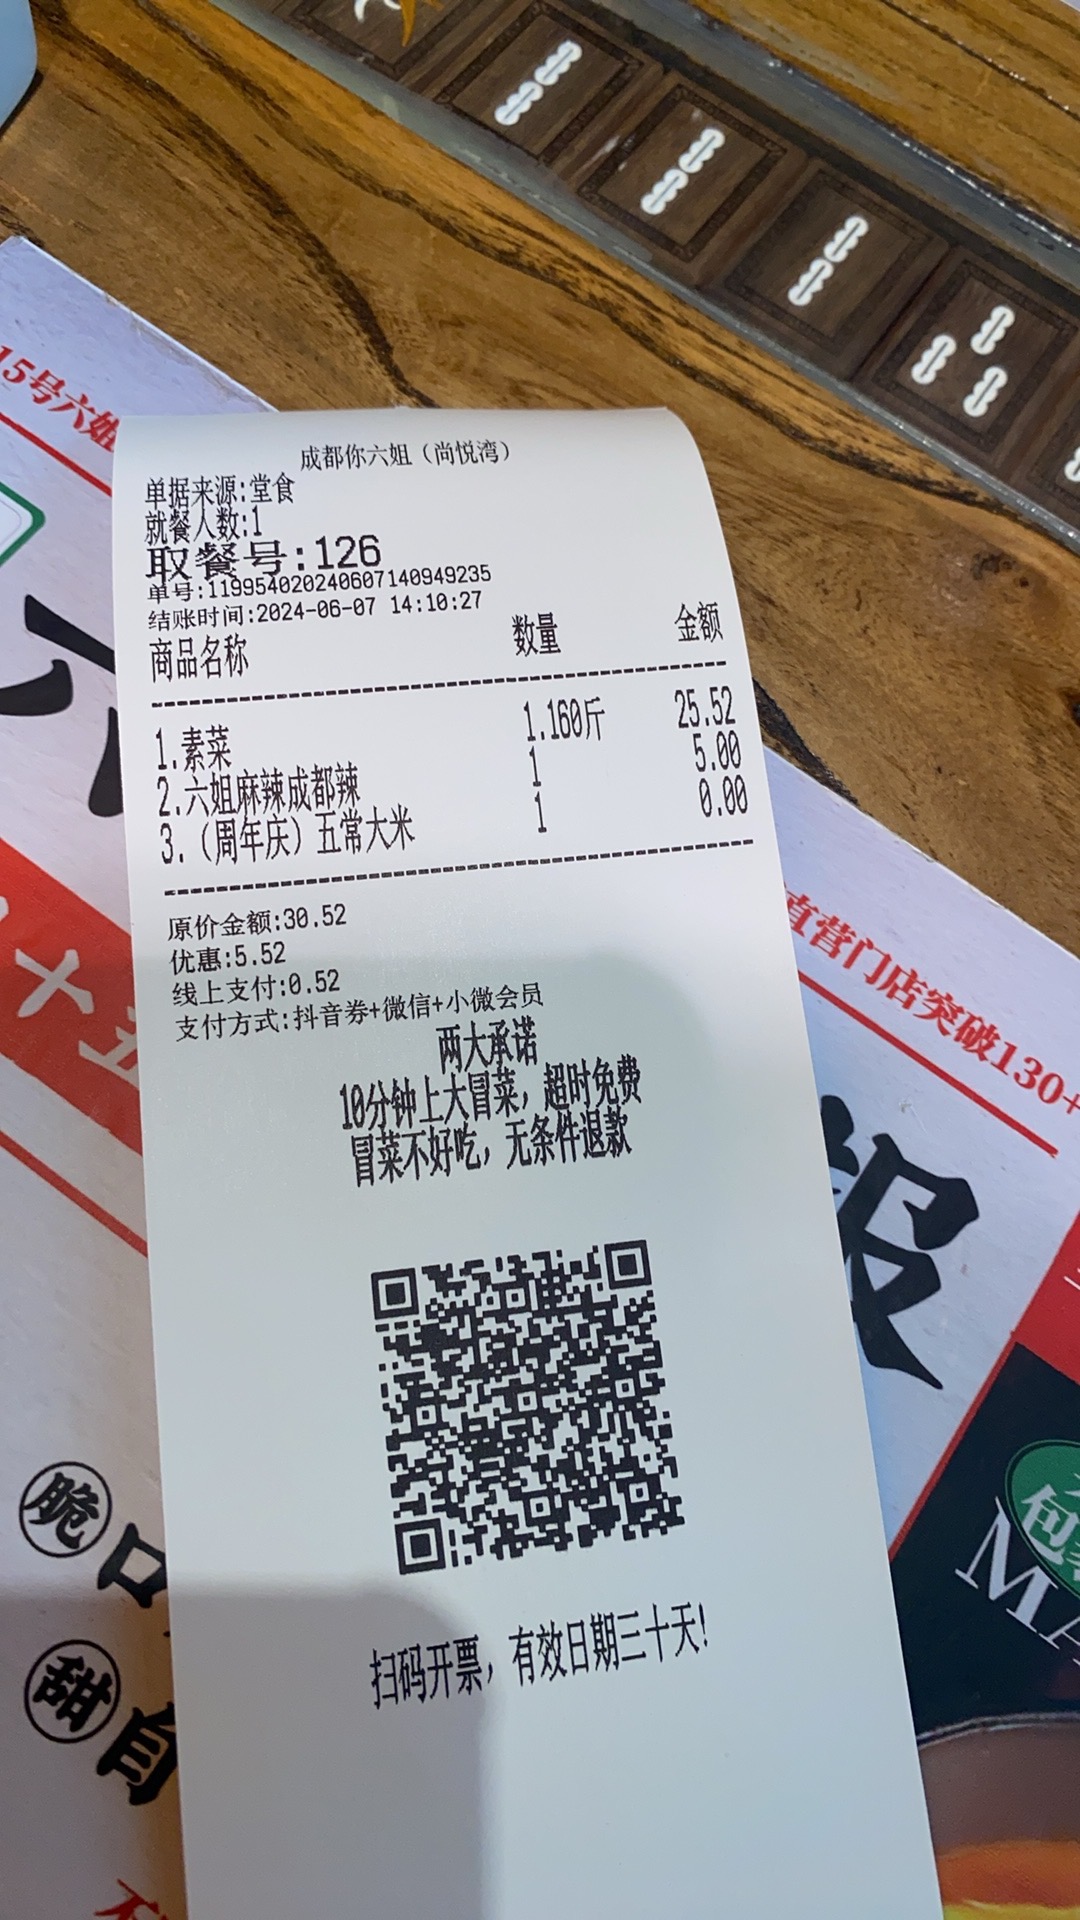 15号六姐
成都你六姐（尚悦湾）
单据来源:堂食
就餐人数:1
取餐号:126
单号:119954020240607140949235
结账时间:2024-06-07 14:10:27
商品名称 数量 金额
1.素菜 1.160斤 25.52
2.六姐麻辣成都辣 1 5.00
3.（周年庆）五常大米 1 0.00
原价金额:30.52
优惠:5.52
线上支付:0.52
支付方式:抖音券+微信+小微会员
两大承诺
10分钟上大冒菜，超时免费
冒菜不好吃，无条件退款
扫码开票，有效日期三十天!
直营门店突破130+
报
脆口
甜自
MA